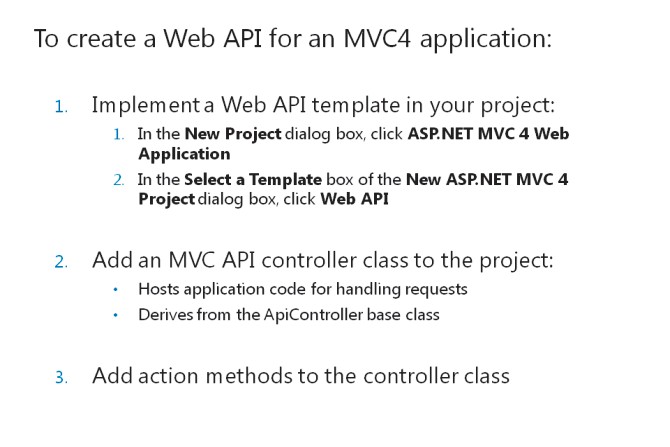 To create a Web API for an MVC4 application:
1. Implement a Web API template in your project:
1. In the New Project dialog box, click ASP.NET MVC 4 Web
Application
2. In the Select a Template box of the New ASP.NET MVC 4
Project dialog box, click Web API
2. Add an MVC API controller class to the project:
• Hosts application code for handling requests
• Derives from the ApiController base class
3. Add action methods to the controller class